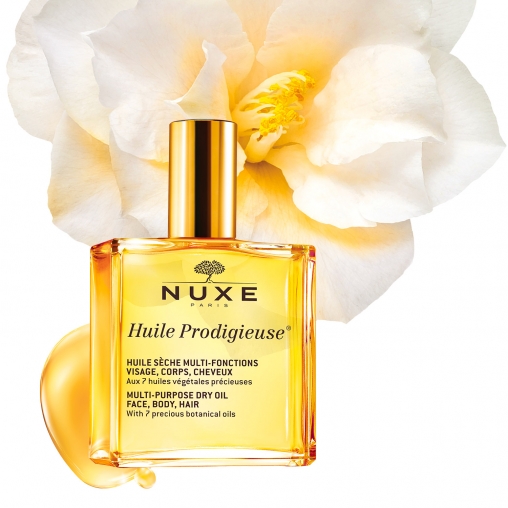 NUXE
PARIS
Huile Prodigieuse®
HUILE SÈCHE MULTI-FONCTIONS
VISAGE, CORPS, CHEVEUX
Aux 7 huiles végétales précieuses
MULTI-PURPOSE DRY OIL
FACE, BODY, HAIR
With 7 precious botanical oils